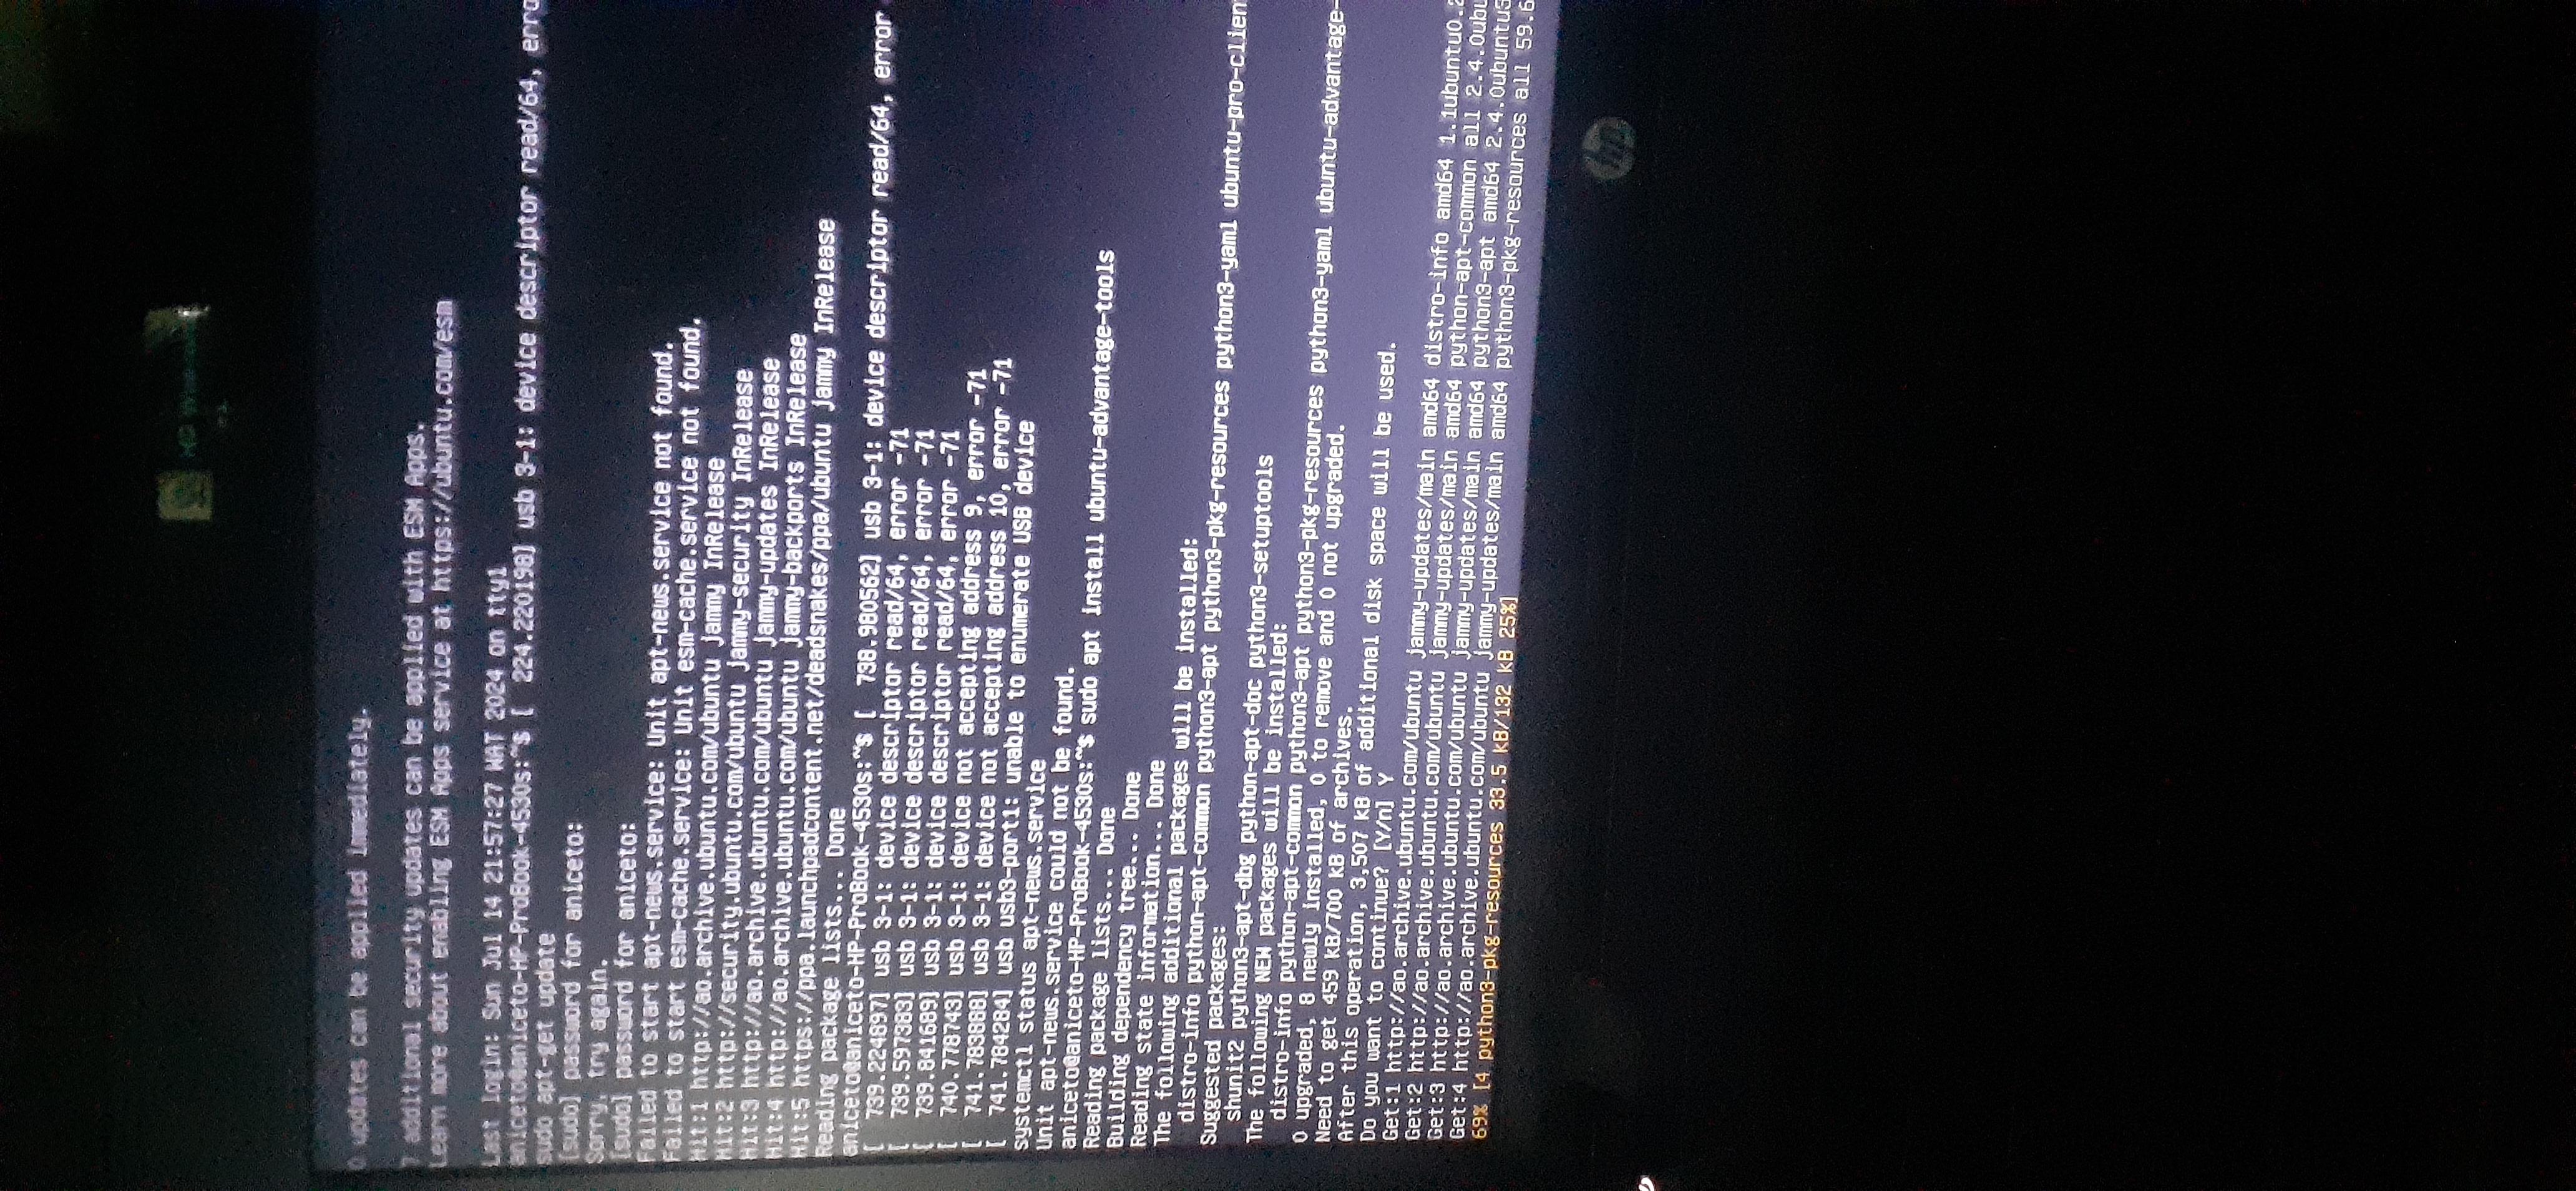 HD
0 updates can be applied immediately.
7 additional security updates can be applied with ESM Apps.
Learn more about enabling ESM Apps service at https://ubuntu.com/esm
Last login: Sun Jul 14 21:57:27 WAT 2024 on tty1
aniceto@aniceto-HP-ProBook-4530s:~$ [  224.220198] usb 3-1: device descriptor read/64, erro
sudo apt-get update
[sudo] password for aniceto:
Sorry, try again.
[sudo] password for aniceto:
Failed to start apt-news.service: Unit apt-news.service not found.
Failed to start esm-cache.service: Unit esm-cache.service not found.
Hit:1 http://ao.archive.ubuntu.com/ubuntu jammy InRelease
Hit:2 http://security.ubuntu.com/ubuntu jammy-security InRelease
Hit:3 http://ao.archive.ubuntu.com/ubuntu jammy-updates InRelease
Hit:4 http://ao.archive.ubuntu.com/ubuntu jammy-backports InRelease
Hit:5 https://ppa.launchpadcontent.net/deadsnakes/ppa/ubuntu jammy InRelease
Reading package lists... Done
aniceto@aniceto-HP-ProBook-4530s:~$ [  738.980562] usb 3-1: device descriptor read/64, error
[  739.224897] usb 3-1: device descriptor read/64, error -71
[  739.597383] usb 3-1: device descriptor read/64, error -71
[  739.841689] usb 3-1: device descriptor read/64, error -71
[  740.778743] usb 3-1: device not accepting address 9, error -71
[  741.783888] usb 3-1: device not accepting address 10, error -71
[  741.784284] usb usb3-port1: unable to enumerate USB device
systemctl status apt-news.service
Unit apt-news.service could not be found.
aniceto@aniceto-HP-ProBook-4530s:~$ sudo apt install ubuntu-advantage-tools
Reading package lists... Done
Building dependency tree... Done
Reading state information... Done
The following additional packages will be installed:
  distro-info python-apt-common python3-apt python3-pkg-resources python3-yaml ubuntu-pro-clien
Suggested packages:
  shunit2 python3-apt-dbg python-apt-doc python3-setuptools
The following NEW packages will be installed:
  distro-info python-apt-common python3-apt python3-pkg-resources python3-yaml ubuntu-advantage-
0 upgraded, 8 newly installed, 0 to remove and 0 not upgraded.
Need to get 459 kB/700 kB of archives.
After this operation, 3,507 kB of additional disk space will be used.
Do you want to continue? [Y/n] Y
Get:1 http://ao.archive.ubuntu.com/ubuntu jammy-updates/main amd64 distro-info amd64 1.1ubuntu0.2
Get:2 http://ao.archive.ubuntu.com/ubuntu jammy-updates/main amd64 python-apt-common all 2.4.0ubu
Get:3 http://ao.archive.ubuntu.com/ubuntu jammy-updates/main amd64 python3-apt amd64 2.4.0ubuntu3
Get:4 http://ao.archive.ubuntu.com/ubuntu jammy-updates/main amd64 python3-pkg-resources all 59.6
69% [4 python3-pkg-resources 33.5 kB/132 kB 25%]
hp